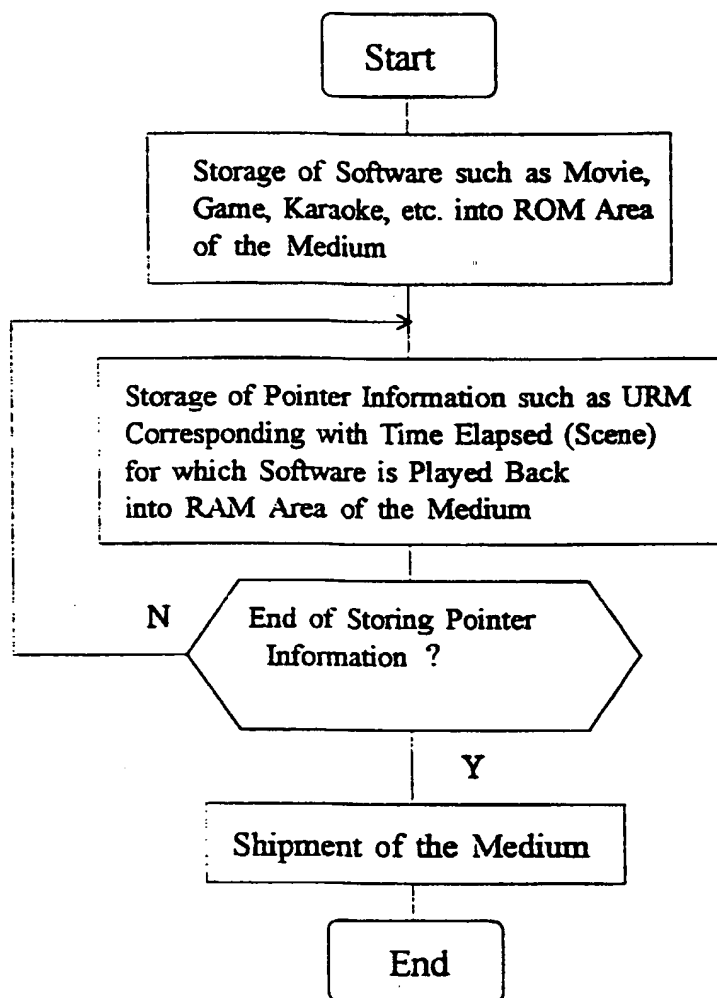 Start
Storage of Software such as Movie,
Game, Karaoke, etc. into ROM Area
of the Medium
Storage of Pointer Information such as URM
Corresponding with Time Elapsed (Scene)
for which Software is Played Back
into RAM Area of the Medium
N
End of Storing Pointer
Information ?
Y
Shipment of the Medium
End